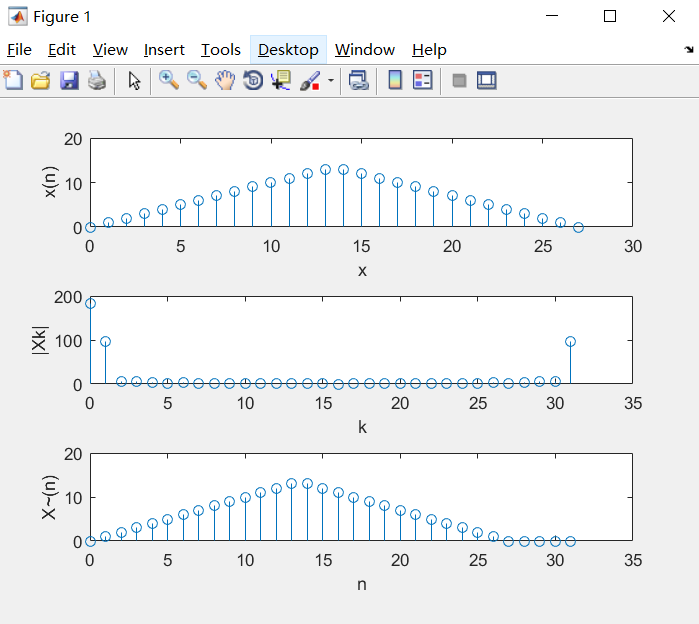 Figure 1
File Edit View Insert Tools Desktop Window Help
20
10
0
x(n)
0 5 10 15 20 25 30
x
200
100
0
|Xk|
0 5 10 15 20 25 30 35
k
20
10
0
X~(n)
0 5 10 15 20 25 30 35
n